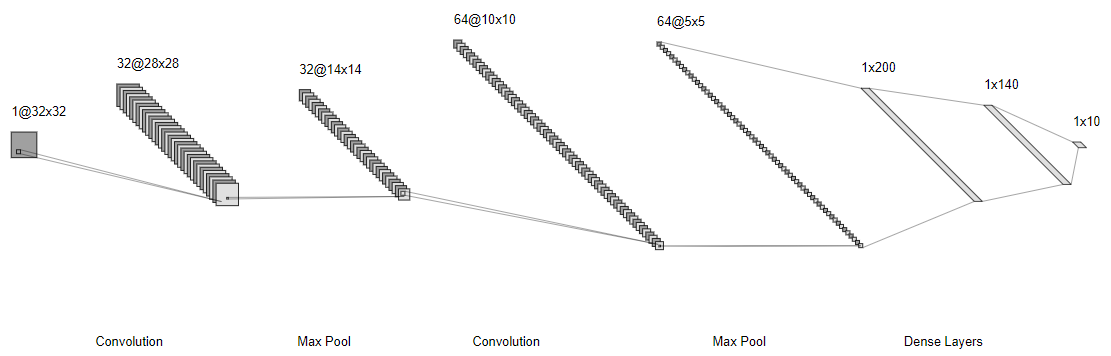 1@32x32
32@28x28
32@14x14
64@10x10
64@5x5
1x200
1x140
1x10
Convolution
Max Pool
Convolution
Max Pool
Dense Layers